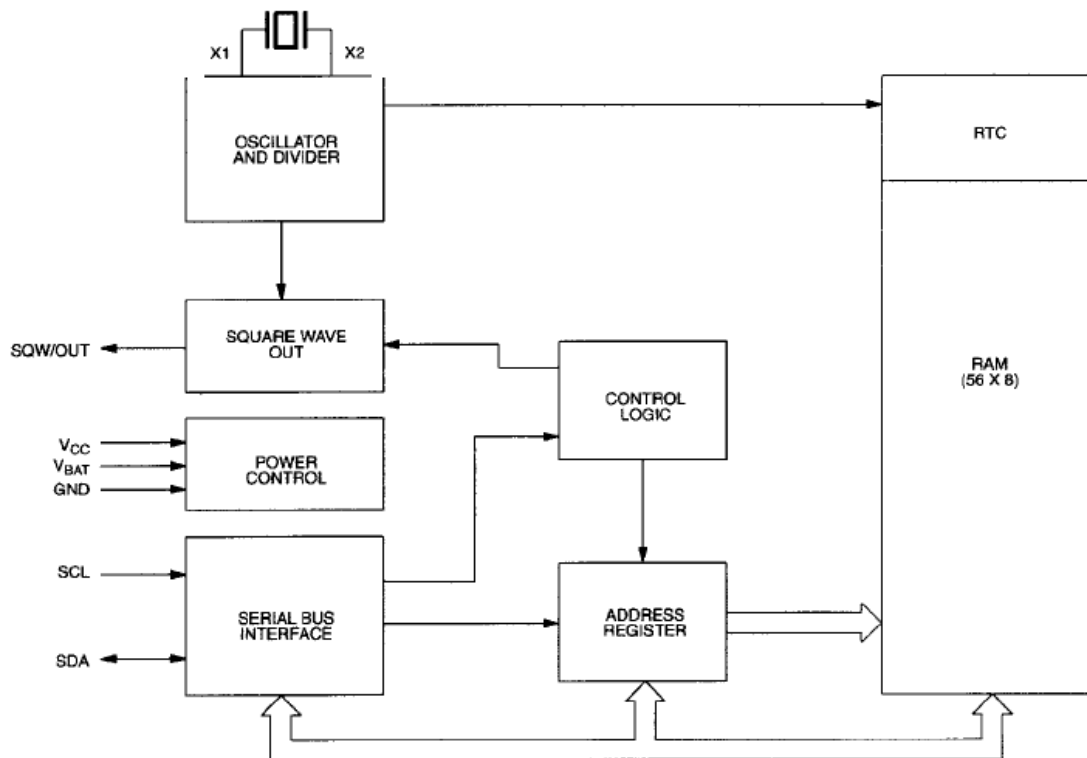 X1
X2
OSCILLATOR
AND DIVIDER
RTC
SQUARE WAVE
OUT
SQW/OUT
RAM
(56 X 8)
CONTROL
LOGIC
VCC
VBAT
GND
POWER
CONTROL
SCL
SDA
SERIAL BUS
INTERFACE
ADDRESS
REGISTER